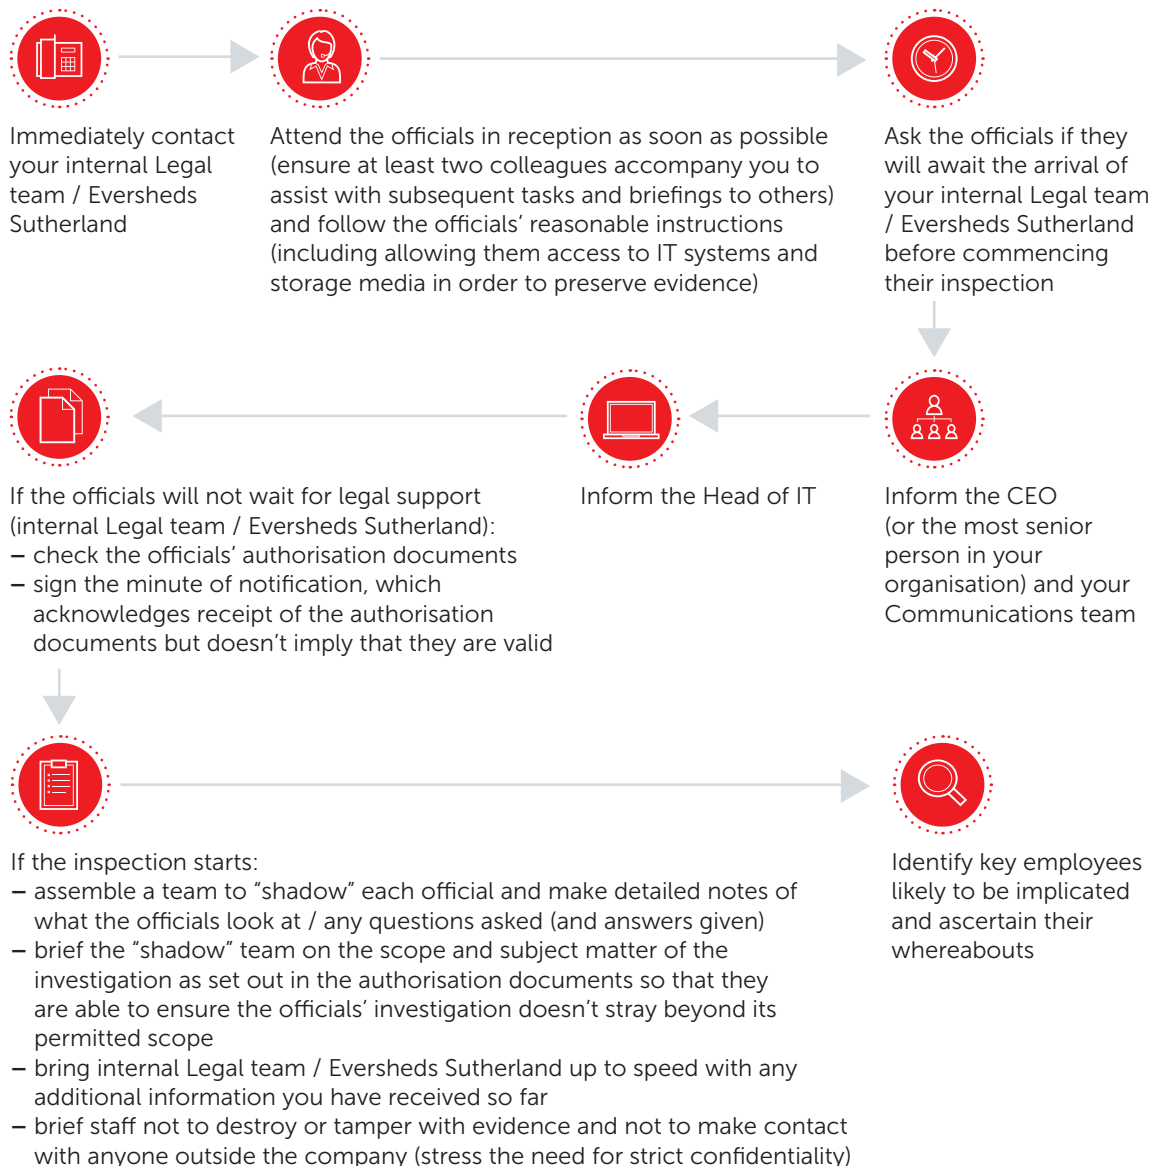 Immediately contact
your internal Legal
team / Eversheds
Sutherland
Attend the officials in reception as soon as possible
(ensure at least two colleagues accompany you to
assist with subsequent tasks and briefings to others)
and follow the officials’ reasonable instructions
(including allowing them access to IT systems and
storage media in order to preserve evidence)
Ask the officials if they
will await the arrival of
your internal Legal team
/ Eversheds Sutherland
before commencing
their inspection
Inform the CEO
(or the most senior
person in your
organisation) and your
Communications team
Inform the Head of IT
If the officials will not wait for legal support
(internal Legal team / Eversheds Sutherland):
– check the officials’ authorisation documents
– sign the minute of notification, which
acknowledges receipt of the authorisation
documents but doesn’t imply that they are valid
If the inspection starts:
– assemble a team to “shadow” each official and make detailed notes of
what the officials look at / any questions asked (and answers given)
– brief the “shadow” team on the scope and subject matter of the
investigation as set out in the authorisation documents so that they
are able to ensure the officials’ investigation doesn’t stray beyond its
permitted scope
– bring internal Legal team / Eversheds Sutherland up to speed with any
additional information you have received so far
– brief staff not to destroy or tamper with evidence and not to make contact
with anyone outside the company (stress the need for strict confidentiality)
Identify key employees
likely to be implicated
and ascertain their
whereabouts